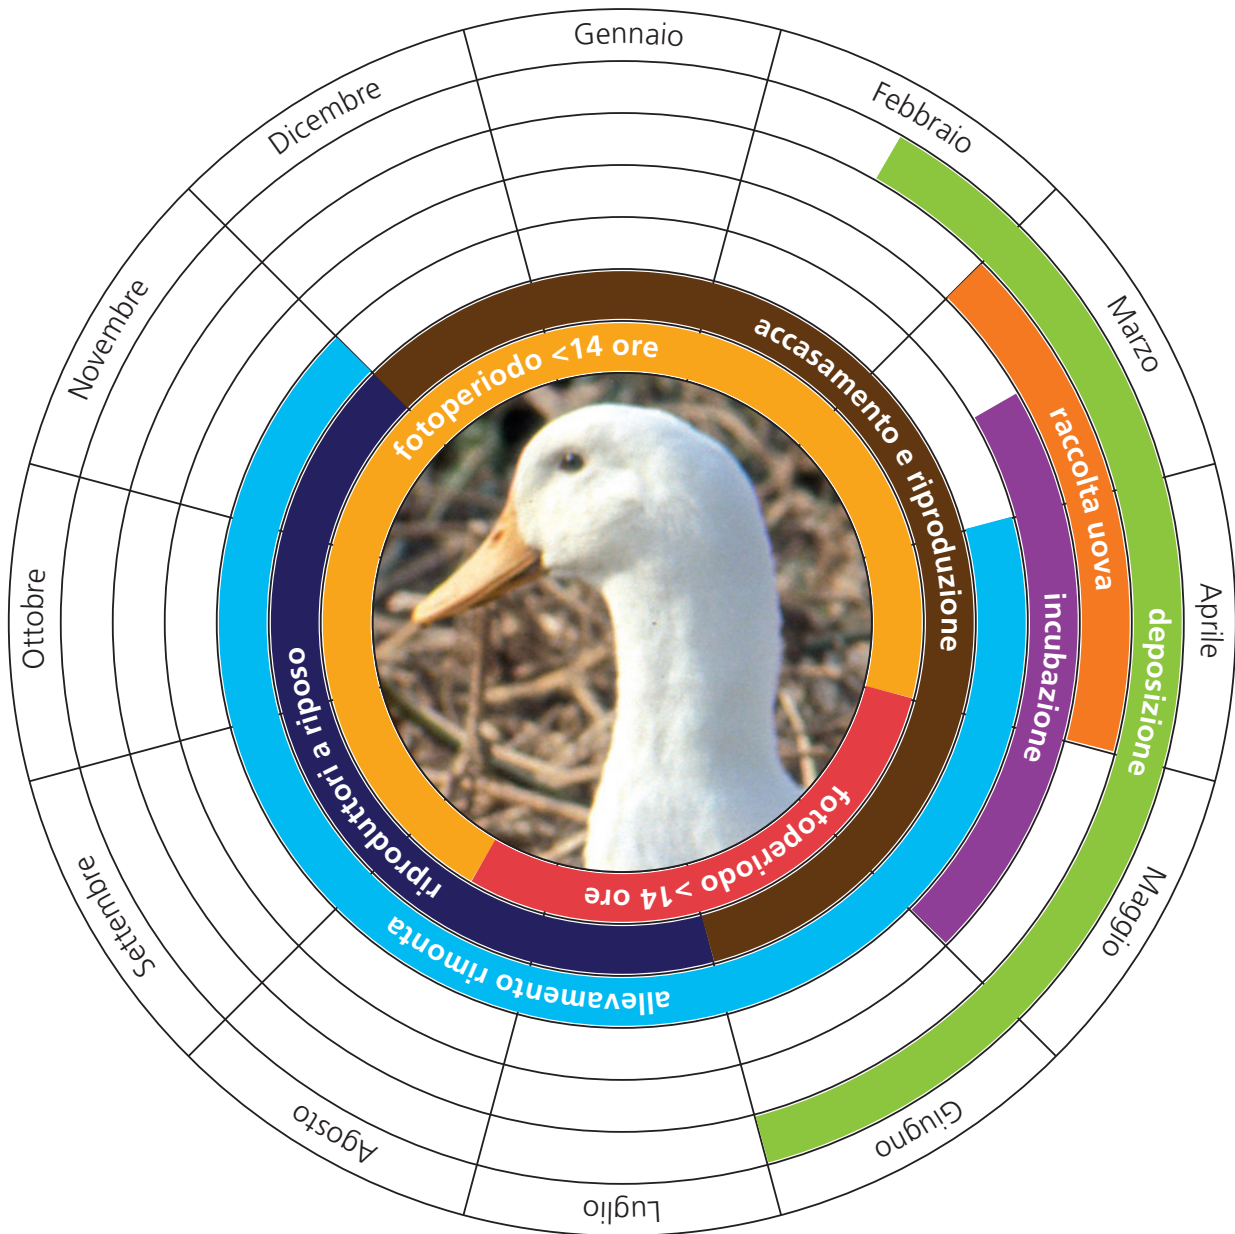 Gennaio
Febbraio
Marzo
Aprile
Maggio
Giugno
Luglio
Agosto
Settembre
Ottobre
Novembre
Dicembre
deposizione
raccolta uova
incubazione
allevamento rimonta
accasamento e riproduzione
riproduttori a riposo
fotoperiodo <14 ore
fotoperiodo >14 ore